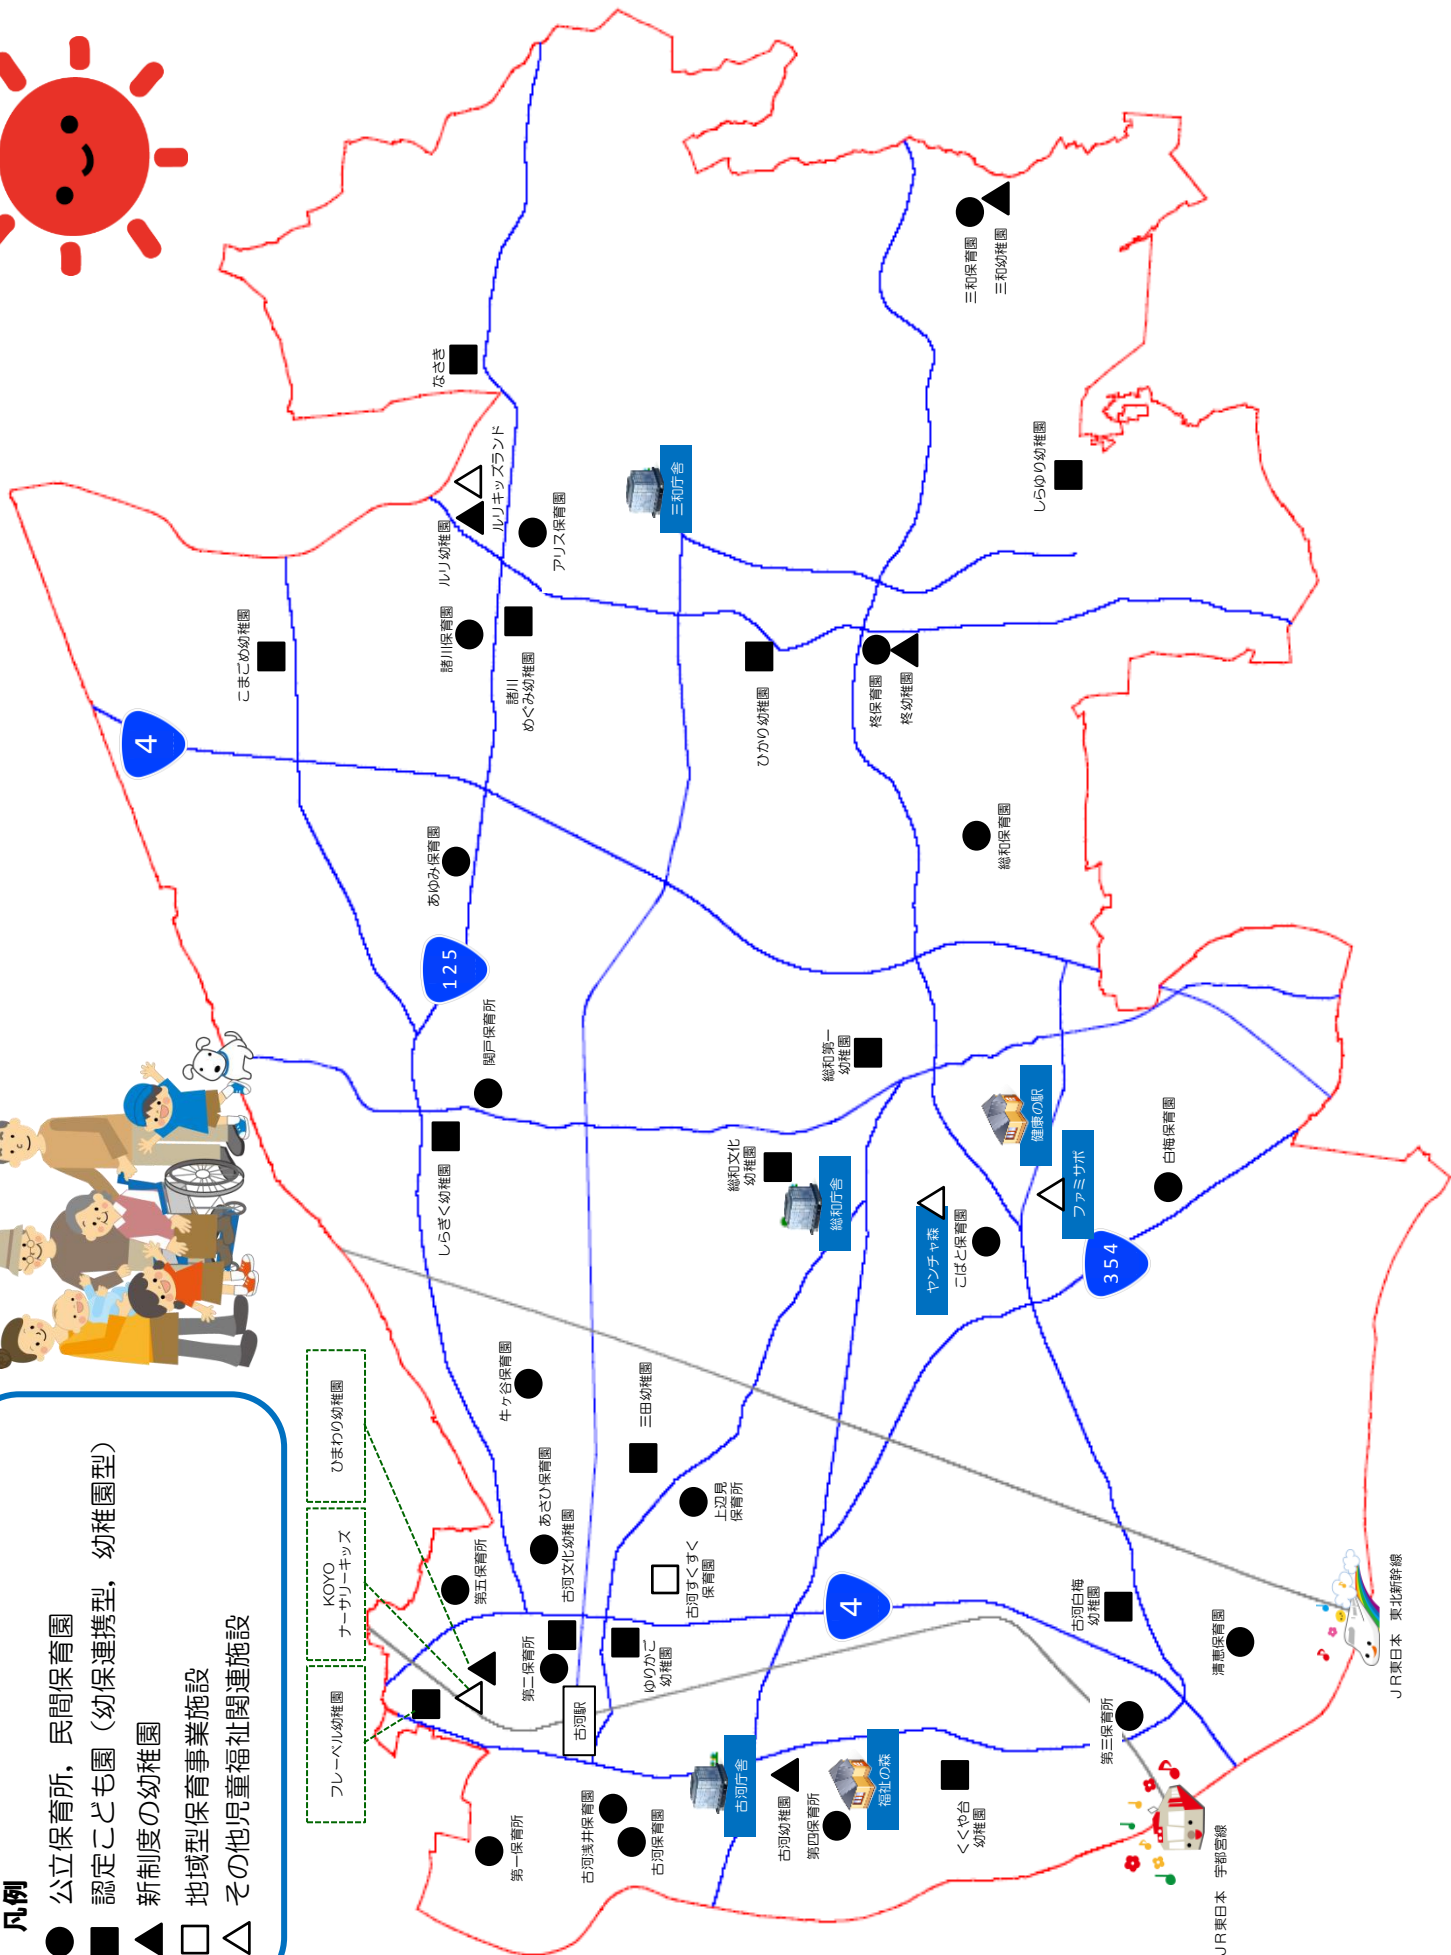 凡例
公立保育所，民間保育園
認定こども園（幼保連携型，幼稚園型）
新制度の幼稚園
地域型保育事業施設
その他児童福祉関連施設
フレーベル幼稚園
KOYO
ナーサリーキッズ
ひまわり幼稚園
4
125
こまごめ幼稚園
なさき
ルリ幼稚園
ルリキッズランド
アリス保育園
諸川保育園
諸川
めぐみ幼稚園
あゆみ保育園
関戸保育所
しらぎく幼稚園
牛ヶ谷保育園
あさひ保育園
第五保育所
古河文化幼稚園
第二保育所
ゆりかご
幼稚園
古河駅
第一保育所
古河浅井保育園
古河保育園
三田幼稚園
上辺見
保育所
古河すくすく
保育園
三和庁舎
ひかり幼稚園
柊保育園
柊幼稚園
三和保育園
三和幼稚園
しらゆり幼稚園
総和保育園
総和第一
幼稚園
総和文化
幼稚園
総和庁舎
健康の駅
ファミサポ
ヤンチャ森
こばと保育園
白梅保育園
354
4
古河庁舎
古河幼稚園
第四保育所
福祉の森
くくや台
幼稚園
古河白梅
幼稚園
清恵保育園
第三保育所
ＪＲ東日本　宇都宮線
ＪＲ東日本　東北新幹線